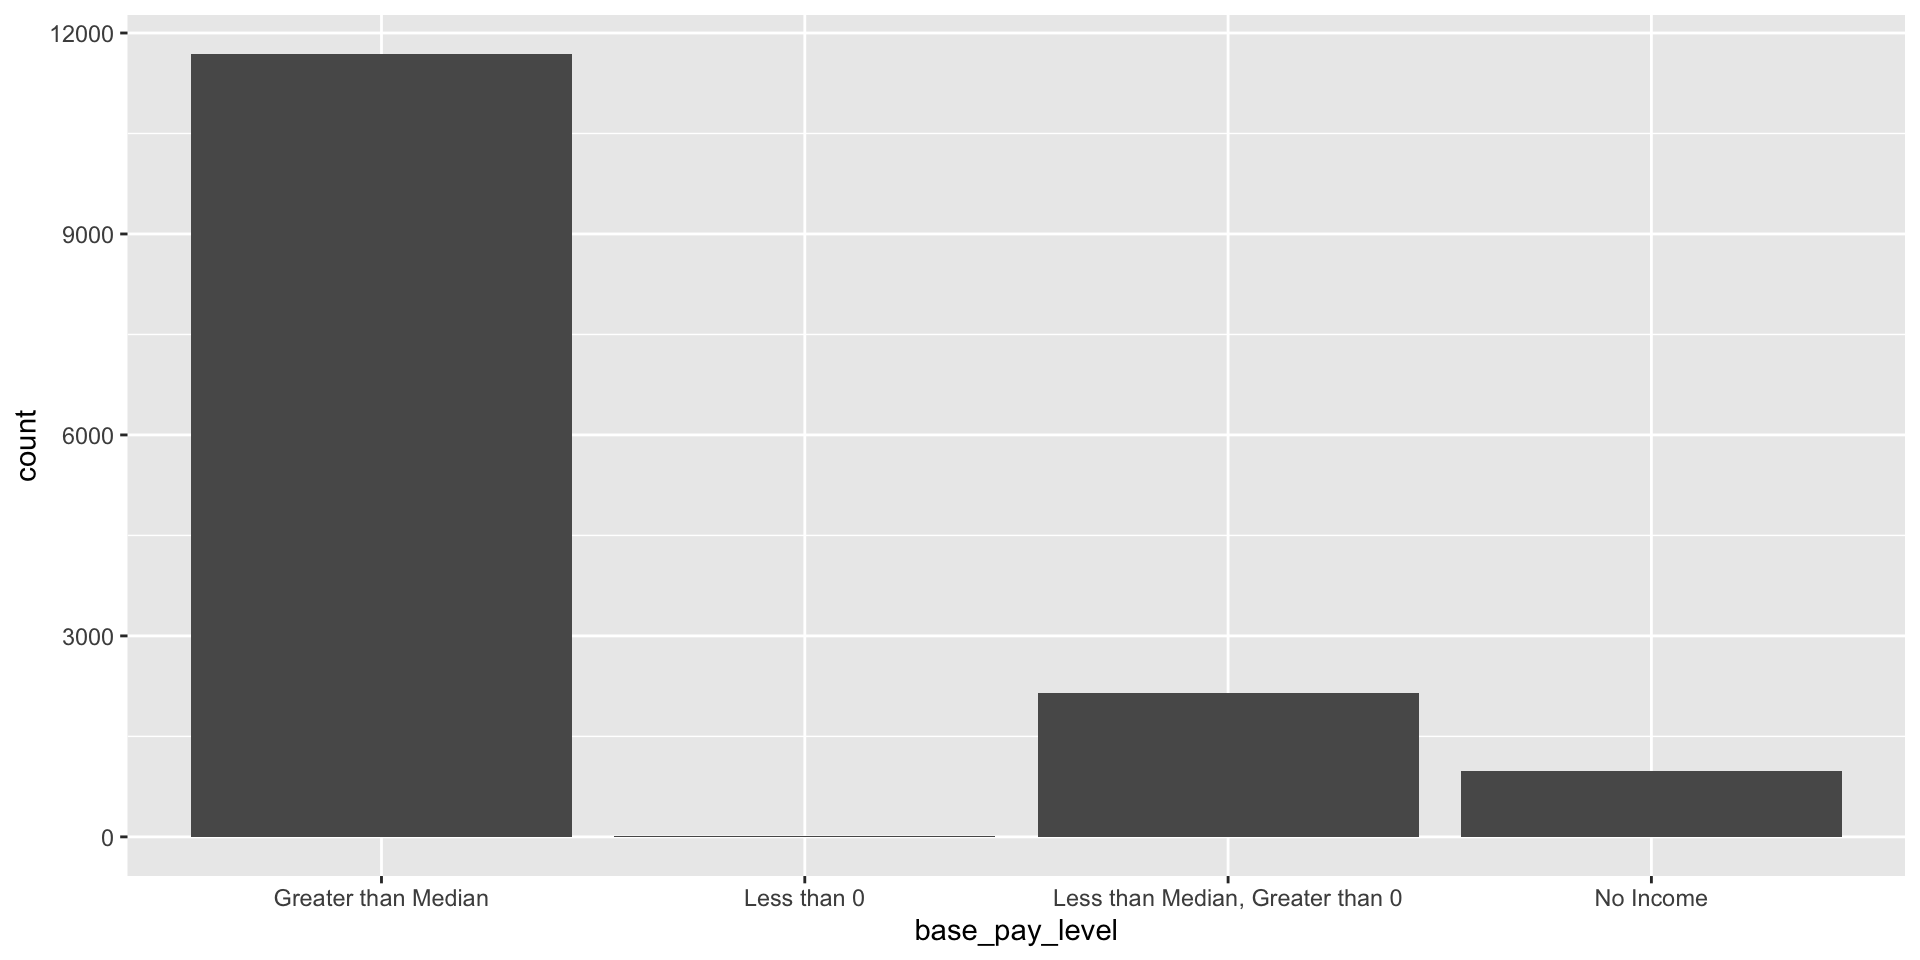 12000
9000
6000
3000
0
count
Greater than Median
Less than 0
Less than Median, Greater than 0
No Income
base_pay_level